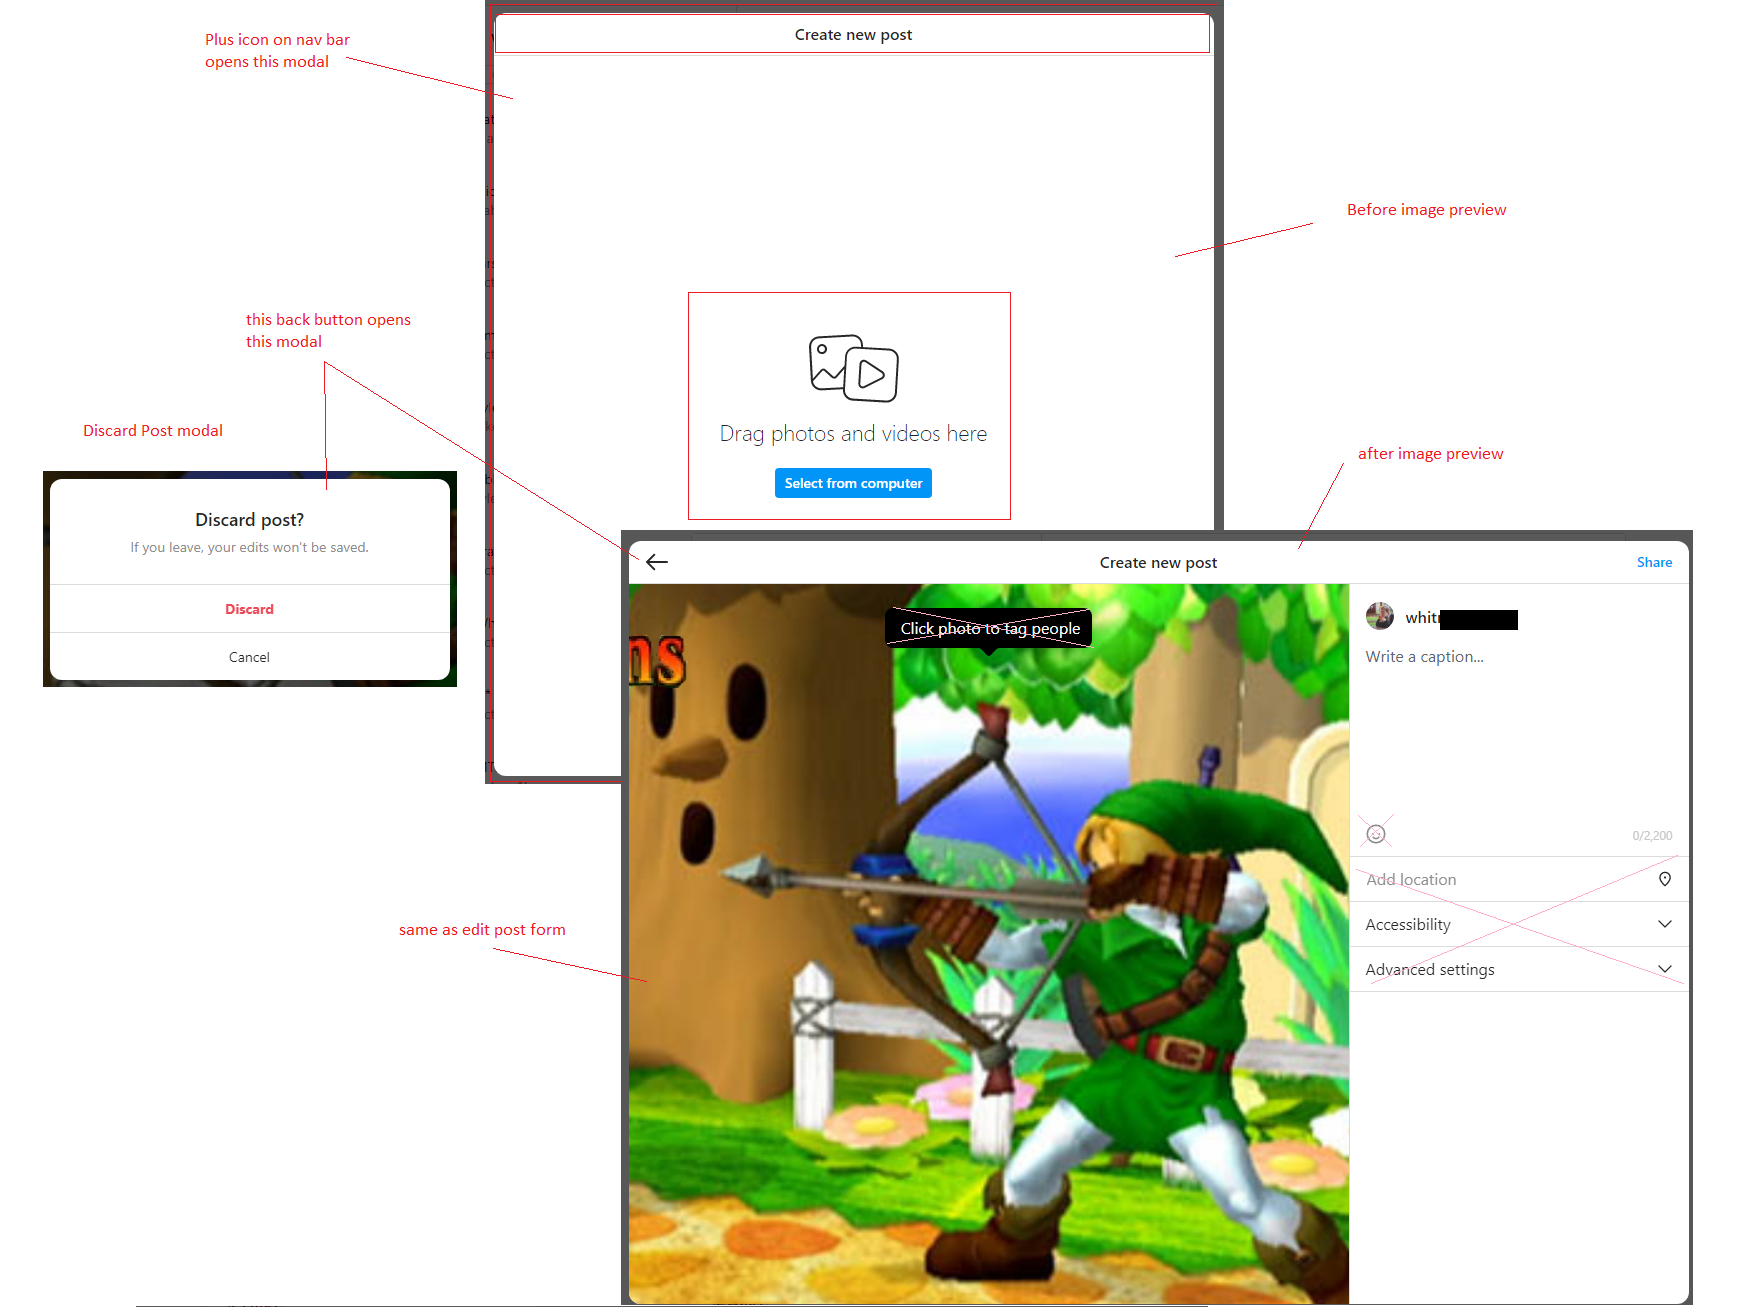 Create new post
Plus icon on nav bar
opens this modal
Before image preview
this back button opens
this modal
Drag photos and videos here
Select from computer
Discard Post modal
after image preview
Discard post?
If you leave, your edits won't be saved.
Discard
Cancel
Create new post
Share
Click photo to tag people
whitr
Write a caption...
ns
0/2,200
Add location
Accessibility
Advanced settings
same as edit post form